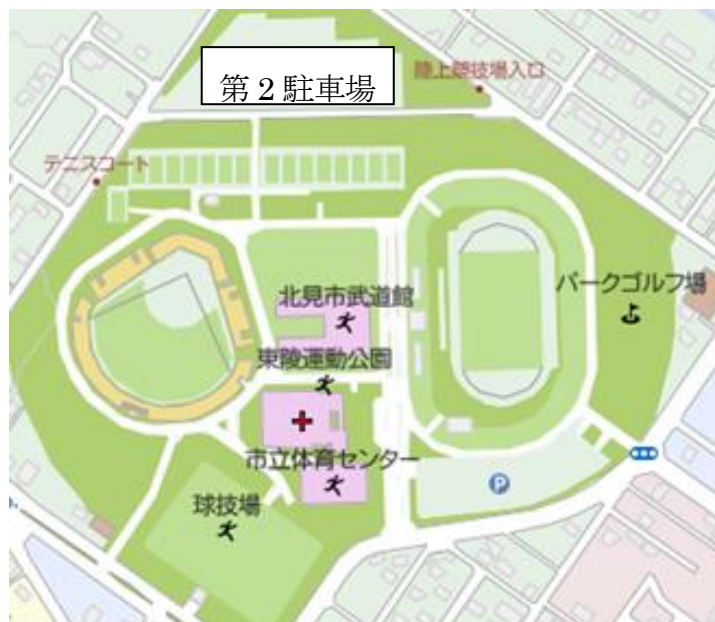 第２駐車場
陸上競技場入口
テニスコート
パークゴルフ場
北見市武道館
東陵運動公園
市立体育センター
球技場
P